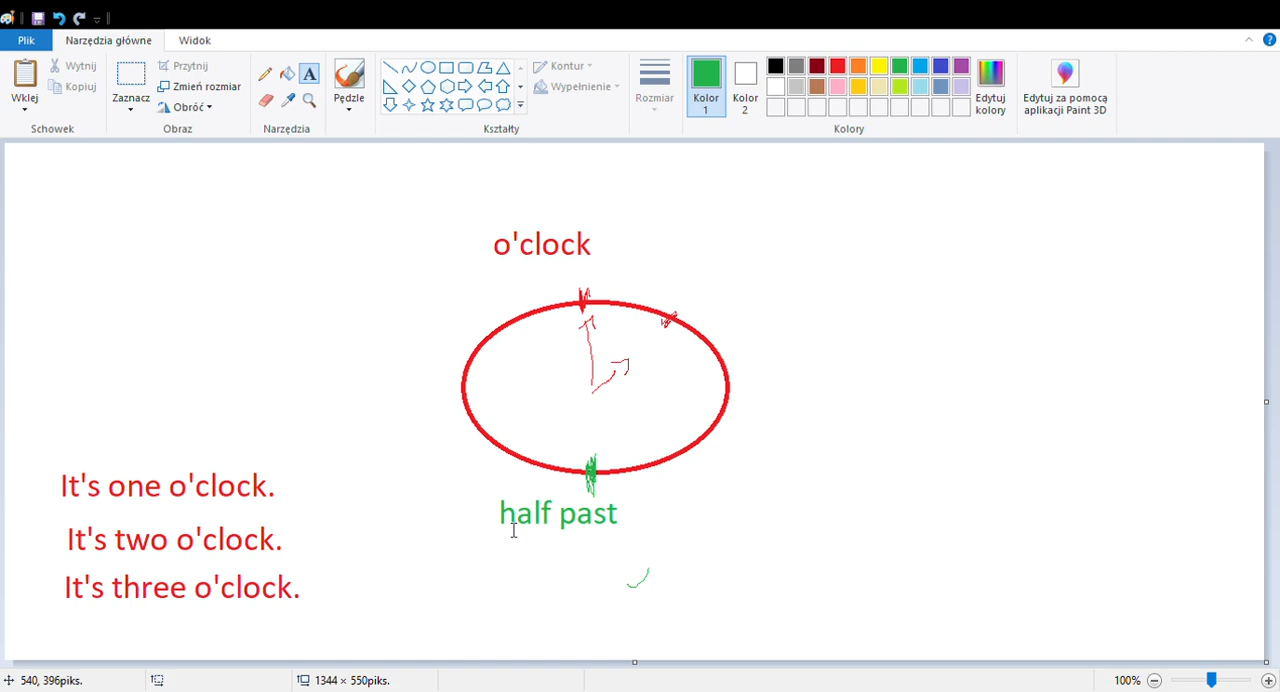 Plik
Narzędzia główne
Widok
Wklej
Wytnij
Kopiuj
Schowek
Zaznacz
Przytnij
Zmień rozmiar
Obróć
Obraz
A
Narzędzia
Pędzle
Kontur
Wypełnienie
Kształty
Rozmiar
Kolor
1
Kolor
2
Edytuj
kolory
Kolory
Edytuj za pomocą
aplikacji Paint 3D
o'clock
half past
It's one o'clock.
It's two o'clock.
It's three o'clock.
540, 396piks.
1344 × 550piks.
100%